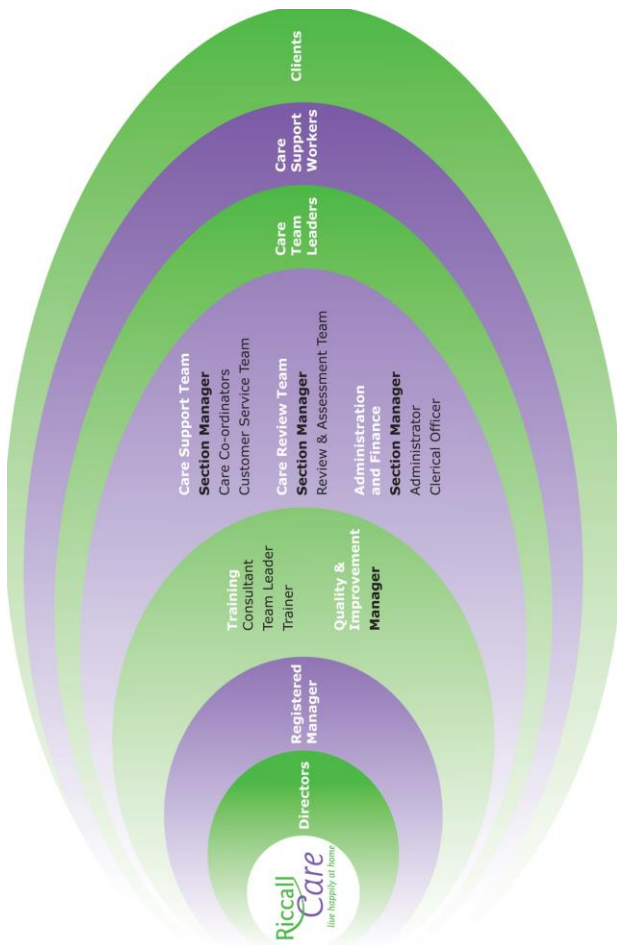 Riccall
Care
live happily at home
Directors
Registered
Manager
Training
Consultant
Team Leader
Trainer
Quality &
Improvement
Manager
Care Support Team
Section Manager
Care Co-ordinators
Customer Service Team
Care Review Team
Section Manager
Review & Assessment Team
Administration
and Finance
Section Manager
Administrator
Clerical Officer
Care
Team
Leaders
Care
Support
Workers
Clients